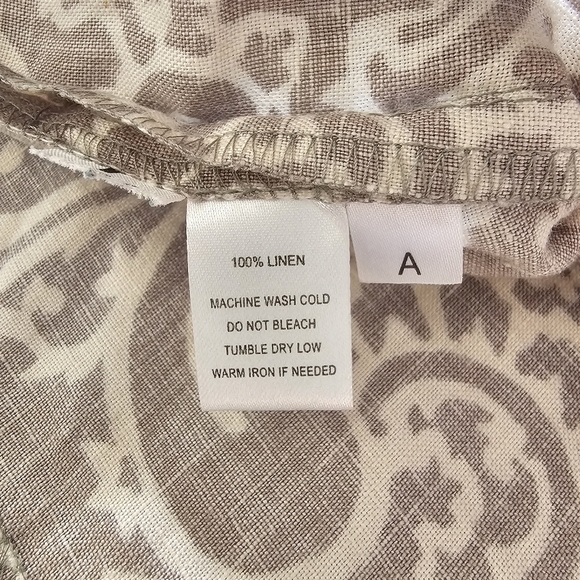 100% LINEN
MACHINE WASH COLD
DO NOT BLEACH
TUMBLE DRY LOW
WARM IRON IF NEEDED
A